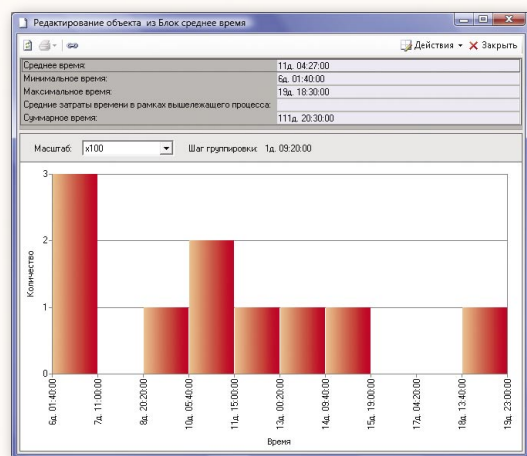 Редактирование объекта из Блок среднее время
Действия Закрыть
Среднее время: 11д. 04:27:00
Минимальное время: 6д. 01:40:00
Максимальное время: 19д. 18:30:00
Средние затраты времени в рамках вышележащего процесса:
Суммарное время: 111д. 20:30:00
Масштаб: x100 Шаг группировки: 1д. 09:20:00
Количество
3
2
1
0
6д. 01:40:00
7д. 11:00:00
8д. 20:20:00
10д. 05:40:00
11д. 15:00:00
13д. 00:20:00
14д. 09:40:00
15д. 19:00:00
17д. 04:20:00
18д. 13:40:00
19д. 23:00:00
Время